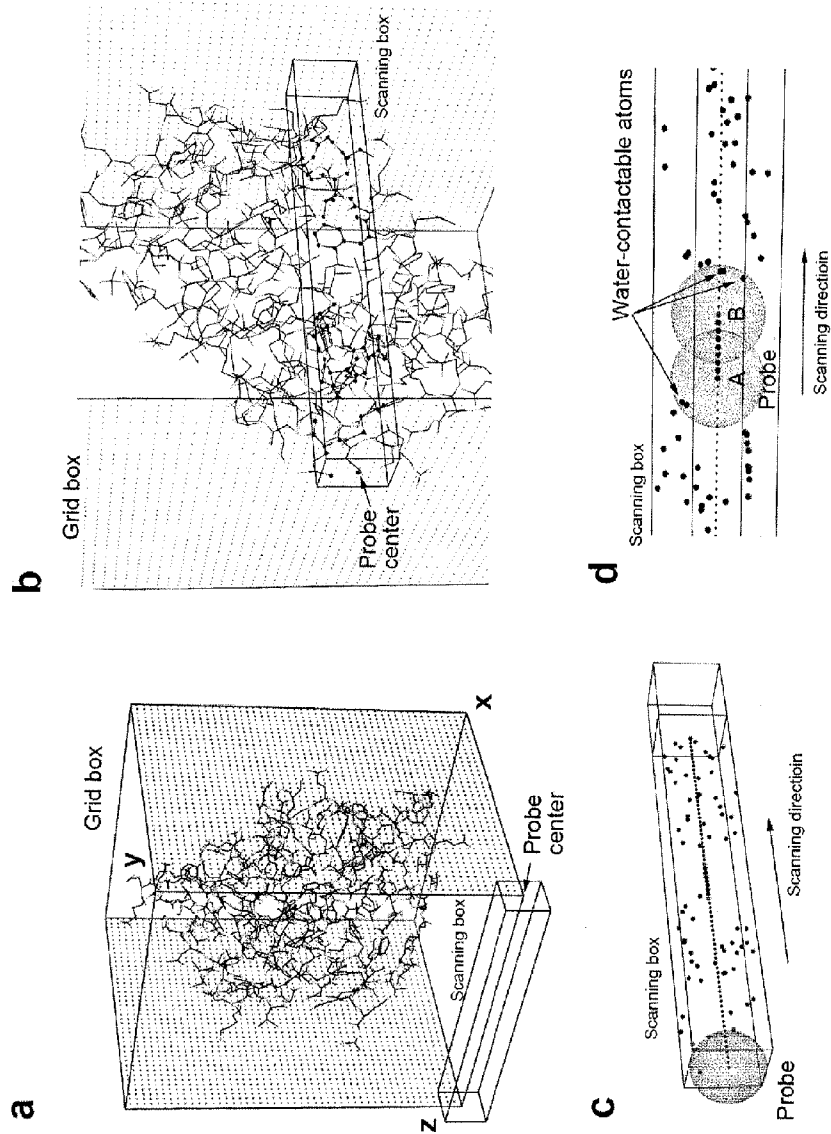 a
Grid box
y
z
x
Scanning box
Probe
center
b
Grid box
Scanning box
Probe
center
c
Scanning box
Probe
Scanning directioin
d
Water-contactable atoms
Scanning box
A
B
Probe
Scanning directioin